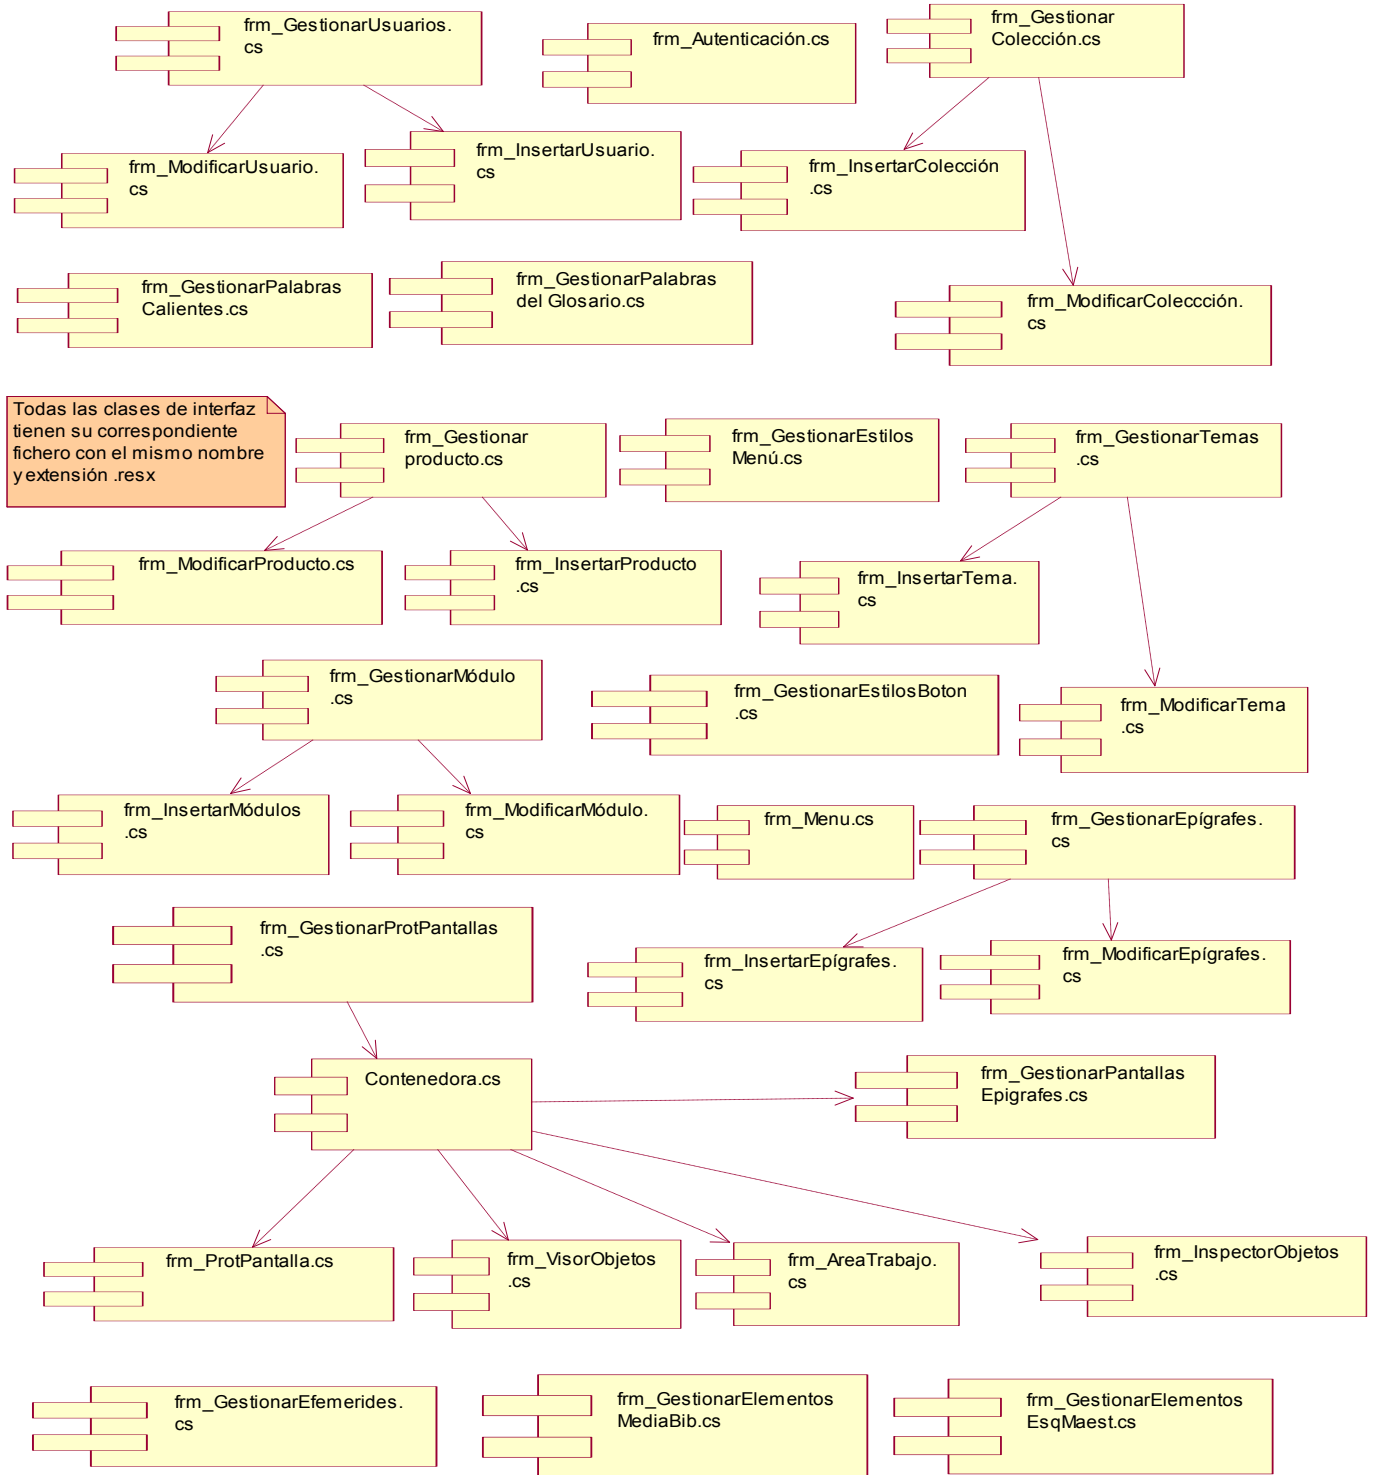 frm_GestionarUsuarios.
cs
frm_Autenticación.cs
frm_Gestionar
Colección.cs
frm_ModificarUsuario.
cs
frm_InsertarUsuario.
cs
frm_InsertarColección
.cs
frm_GestionarPalabras
Calientes.cs
frm_GestionarPalabras
del Glosario.cs
frm_ModificarColeccción.
cs
Todas las clases de interfaz
tienen su correspondiente
fichero con el mismo nombre
y extensión .resx
frm_Gestionar
producto.cs
frm_GestionarEstilos
Menú.cs
frm_GestionarTemas
.cs
frm_ModificarProducto.cs
frm_InsertarProducto
.cs
frm_InsertarTema.
cs
frm_GestionarMódulo
.cs
frm_GestionarEstilosBoton
.cs
frm_ModificarTema
.cs
frm_InsertarMódulos
.cs
frm_ModificarMódulo.
cs
frm_Menu.cs
frm_GestionarEpígrafes.
cs
frm_GestionarProtPantallas
.cs
frm_InsertarEpígrafes.
cs
frm_ModificarEpígrafes.
cs
Contenedora.cs
frm_GestionarPantallas
Epigrafes.cs
frm_ProtPantalla.cs
frm_VisorObjetos
.cs
frm_AreaTrabajo.
cs
frm_InspectorObjetos
.cs
frm_GestionarEfemerides.
cs
frm_GestionarElementos
MediaBib.cs
frm_GestionarElementos
EsqMaest.cs